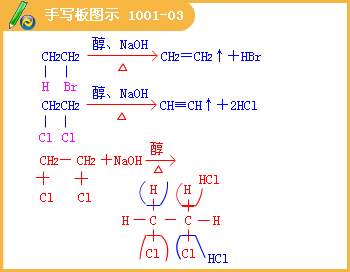 手写板图示 1001-03
醇、NaOH
CH2CH2 → CH2=CH2↑+HBr
H Br △
醇、NaOH
CH2CH2 → CH≡CH↑+2HCl
Cl Cl △
醇
CH2—CH2+NaOH →
Cl Cl △
HCl
H H
H—C—C—H
Cl Cl HCl